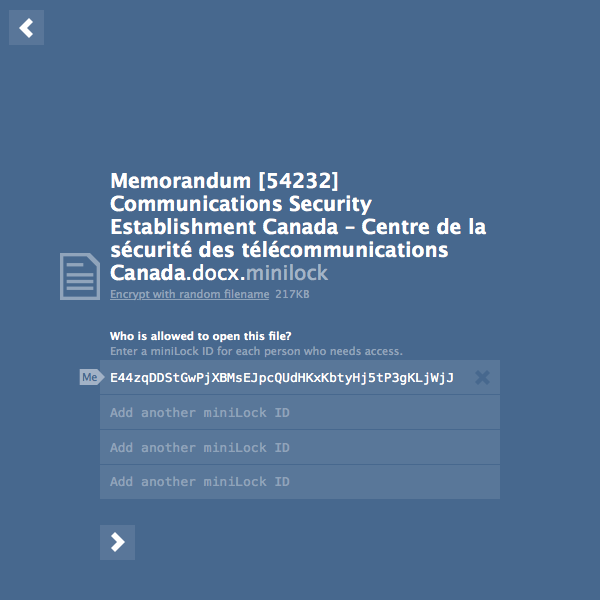 Memorandum [54232]
Communications Security
Establishment Canada – Centre de la
sécurité des télécommunications
Canada.docx.minilock
Encrypt with random filename 217KB
Who is allowed to open this file?
Enter a miniLock ID for each person who needs access.
Me E44zqDDStGwPjXBMsEJpcQUdHKxKbtyHj5tP3gKLjWjJ
Add another miniLock ID
Add another miniLock ID
Add another miniLock ID